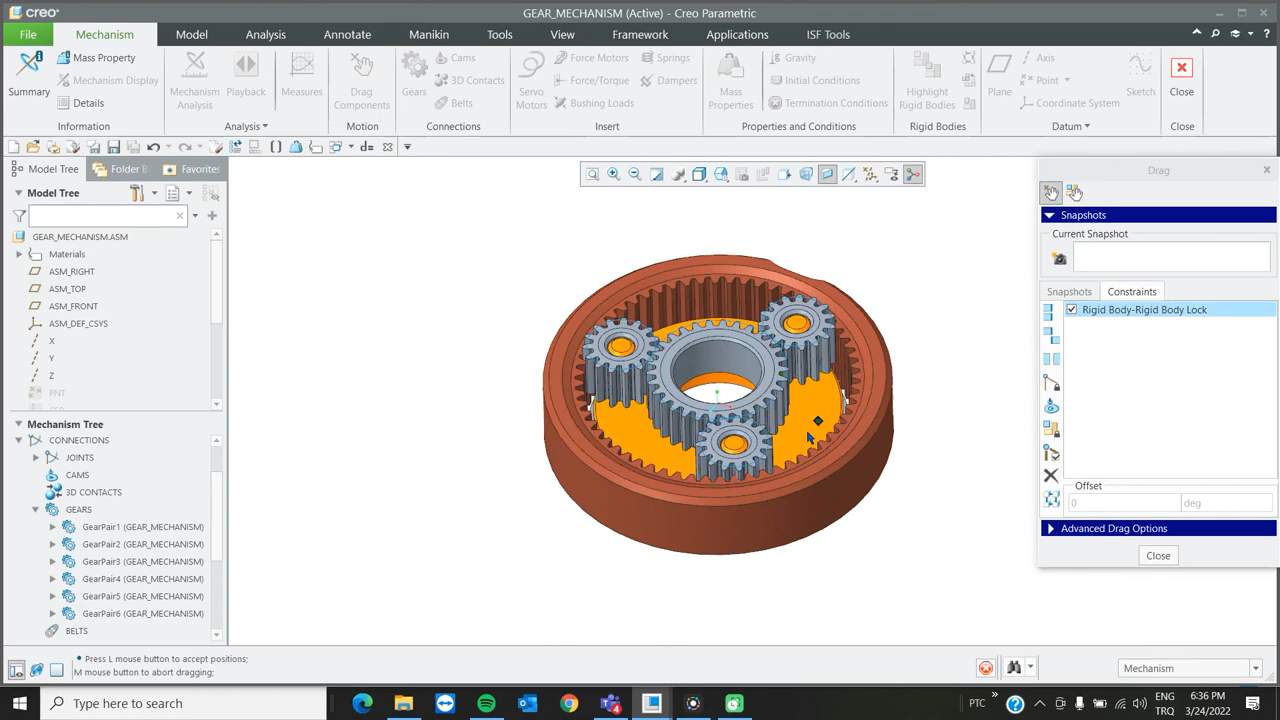 creo GEAR_MECHANISM (Active) - Creo Parametric
File Mechanism Model Analysis Annotate Manikin Tools View Framework Applications ISF Tools
Summary Mass Property Mechanism Display Details
Information
Mechanism Analysis Playback Measures
Analysis
Drag Components
Motion
Gears Cams 3D Contacts Belts
Connections
Servo Motors Force Motors Force/Torque Bushing Loads Springs Dampers
Insert
Mass Properties Gravity Initial Conditions Termination Conditions
Properties and Conditions
Highlight Rigid Bodies
Rigid Bodies
Plane Axis Point Coordinate System Sketch
Datum
Close
Close
Model Tree Folder B Favorites
Model Tree
GEAR_MECHANISM.ASM
Materials
ASM_RIGHT
ASM_TOP
ASM_FRONT
ASM_DEF_CSYS
X
Y
Z
PNT
Mechanism Tree
CONNECTIONS
JOINTS
CAMS
3D CONTACTS
GEARS
GearPair1 (GEAR_MECHANISM)
GearPair2 (GEAR_MECHANISM)
GearPair3 (GEAR_MECHANISM)
GearPair4 (GEAR_MECHANISM)
GearPair5 (GEAR_MECHANISM)
GearPair6 (GEAR_MECHANISM)
BELTS
Drag
Snapshots
Current Snapshot
Snapshots Constraints
Rigid Body-Rigid Body Lock
Offset
0 deg
Advanced Drag Options
Close
Press L mouse button to accept positions;
M mouse button to abort dragging;
Mechanism
Type here to search
PTC
ENG
TRQ
6:36 PM
3/24/2022